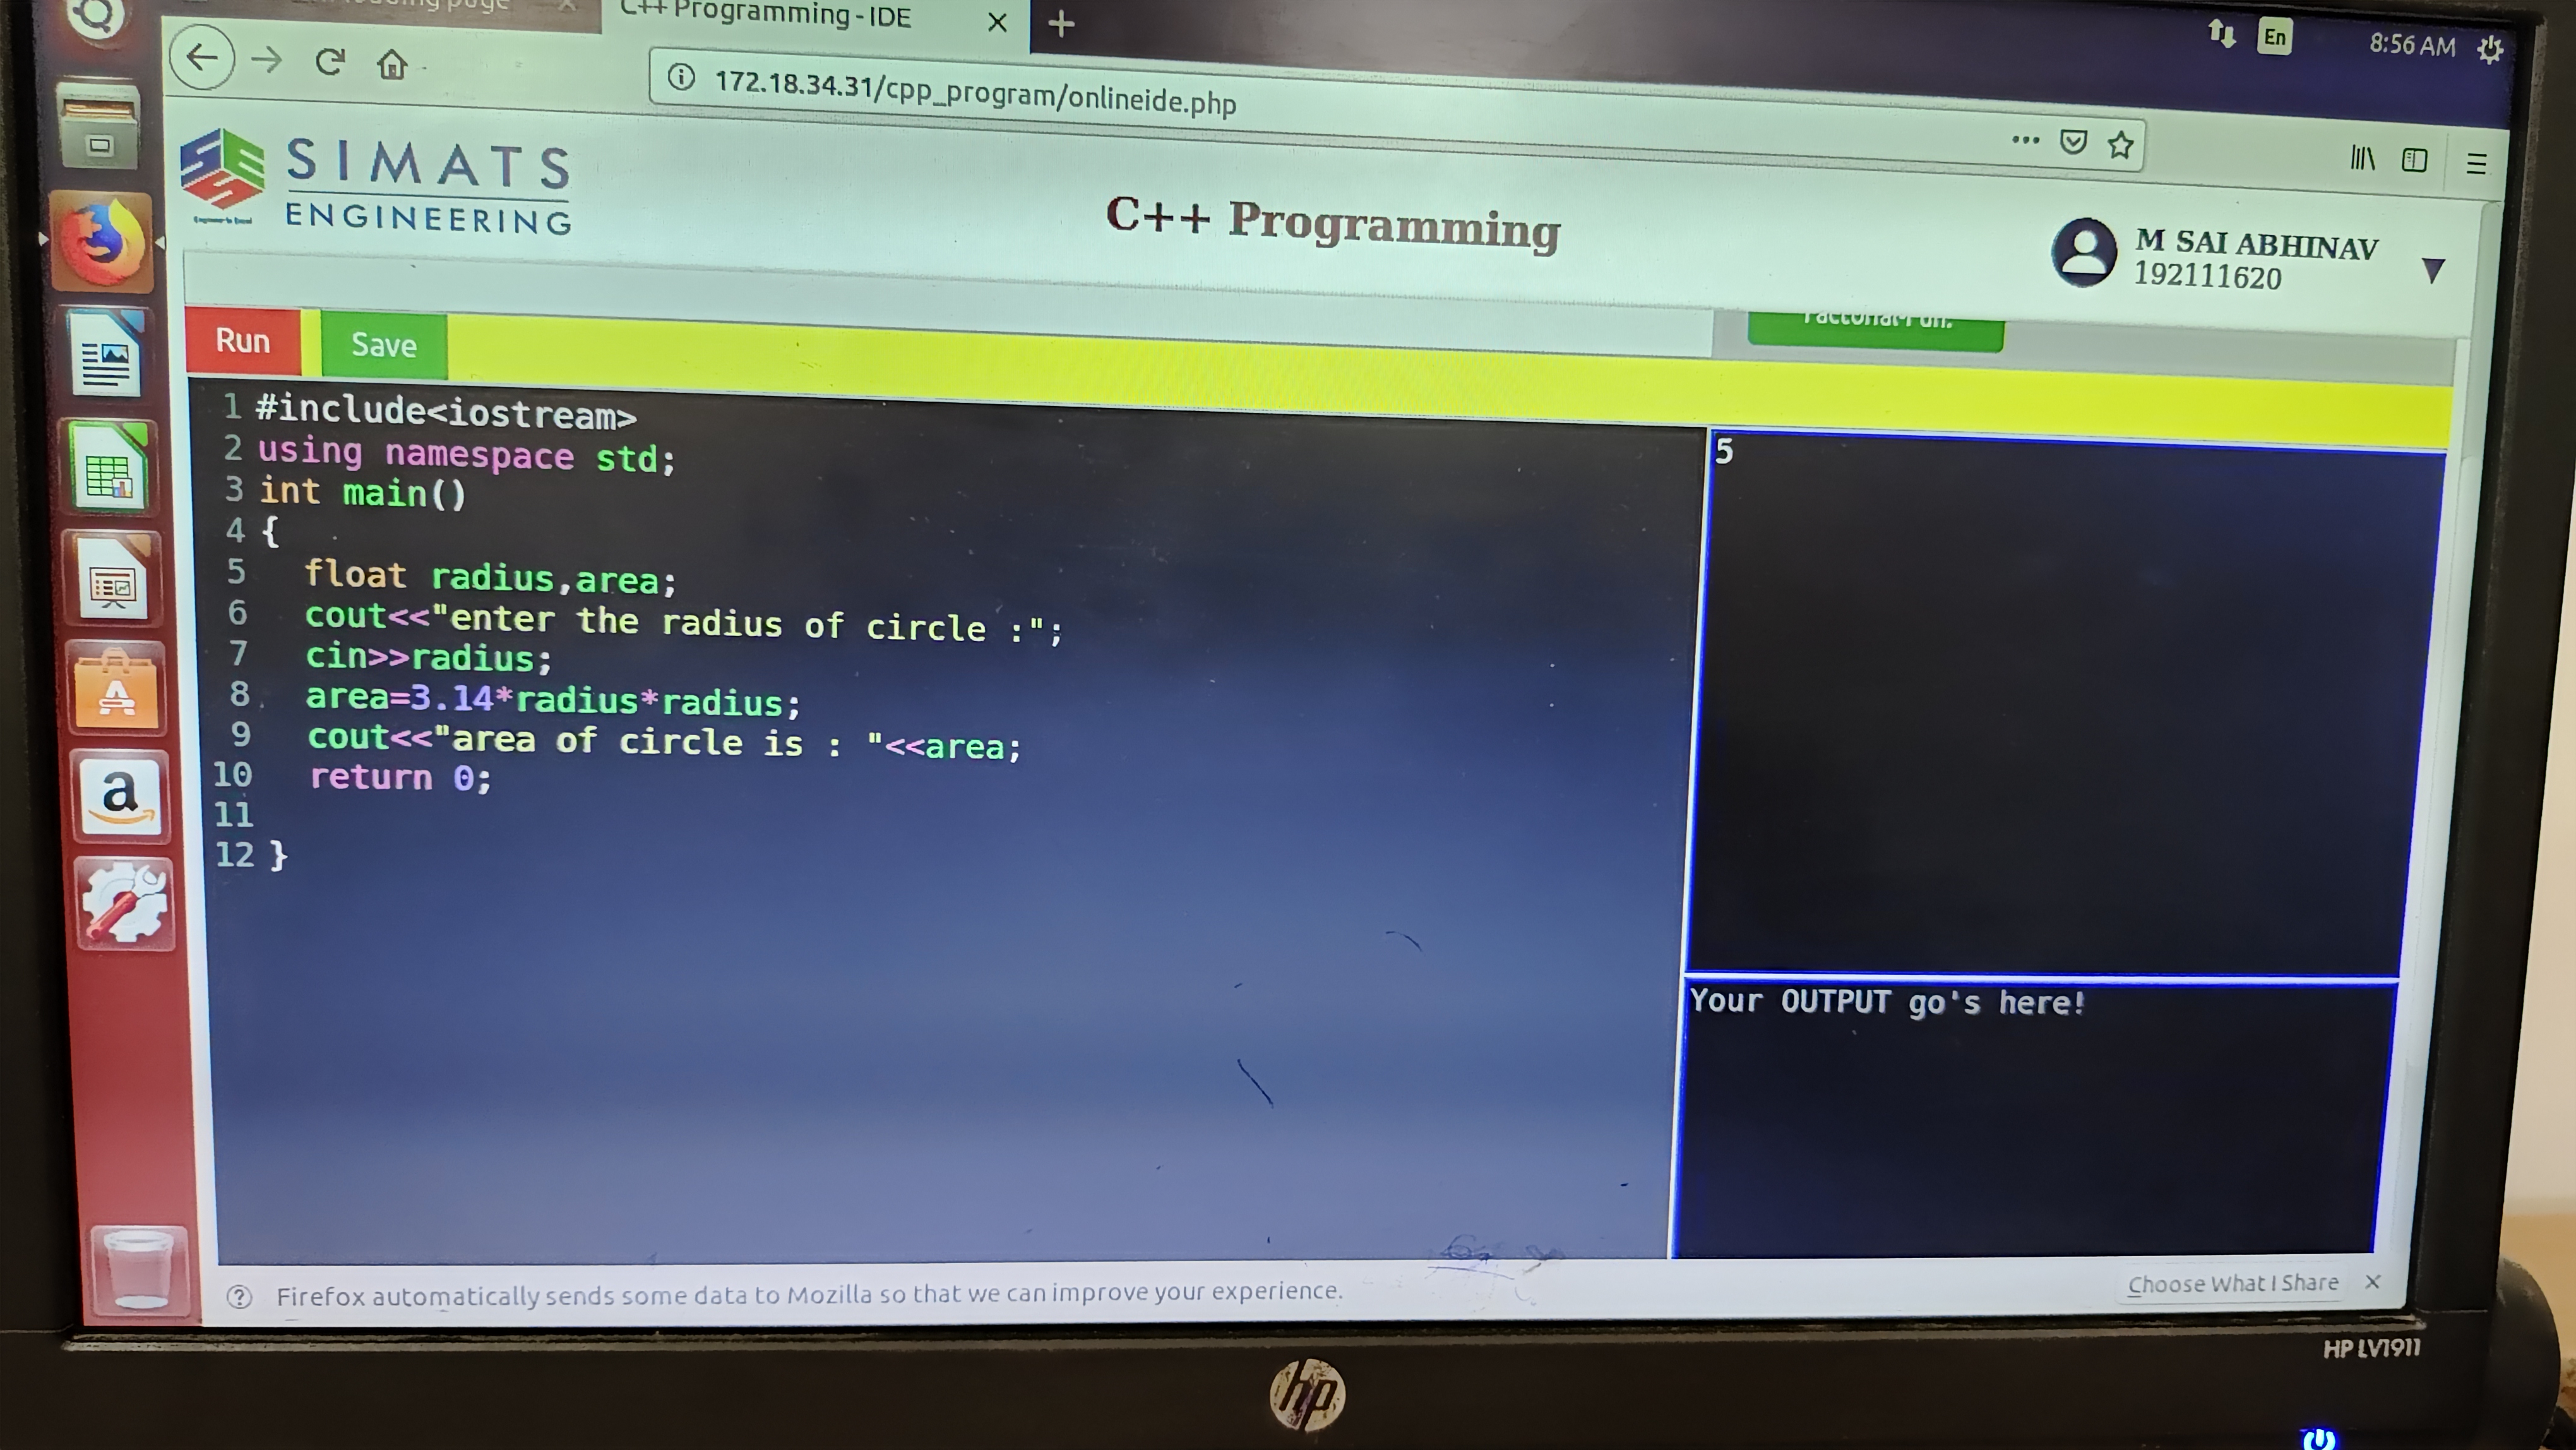 C++ Programming - IDE
En
8:56 AM
172.18.34.31/cpp_program/onlineide.php
SIMATS
ENGINEERING
C++ Programming
M SAI ABHINAV
192111620
Run
Save
1 #include<iostream>
2 using namespace std;
3 int main()
4 {
5 float radius,area;
6 cout<<"enter the radius of circle :";
7 cin>>radius;
8 area=3.14*radius*radius;
9 cout<<"area of circle is : "<<area;
10 return 0;
11
12 }
5
Your OUTPUT go's here!
Firefox automatically sends some data to Mozilla so that we can improve your experience.
Choose What I Share
HP LV1911
hp